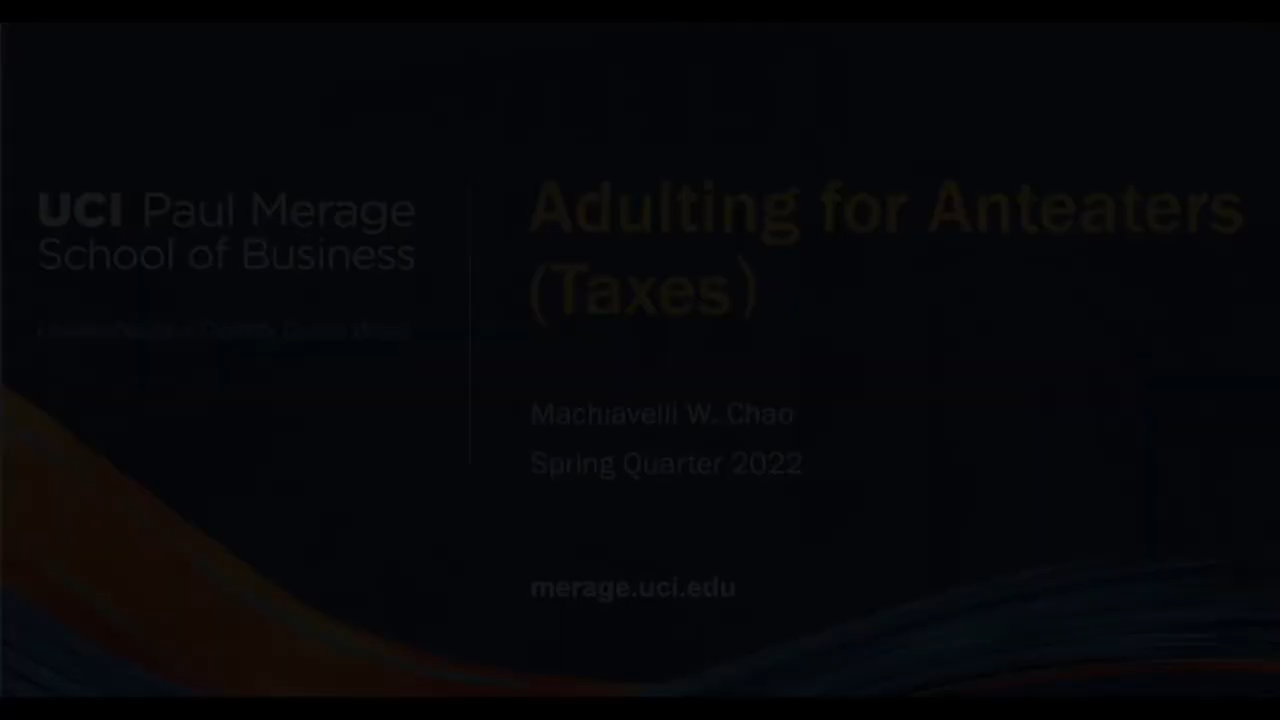 UCI Paul Merage
School of Business
Adulting for Anteaters
(Taxes)
Machiavelli W. Chao
Spring Quarter 2022
merage.uci.edu